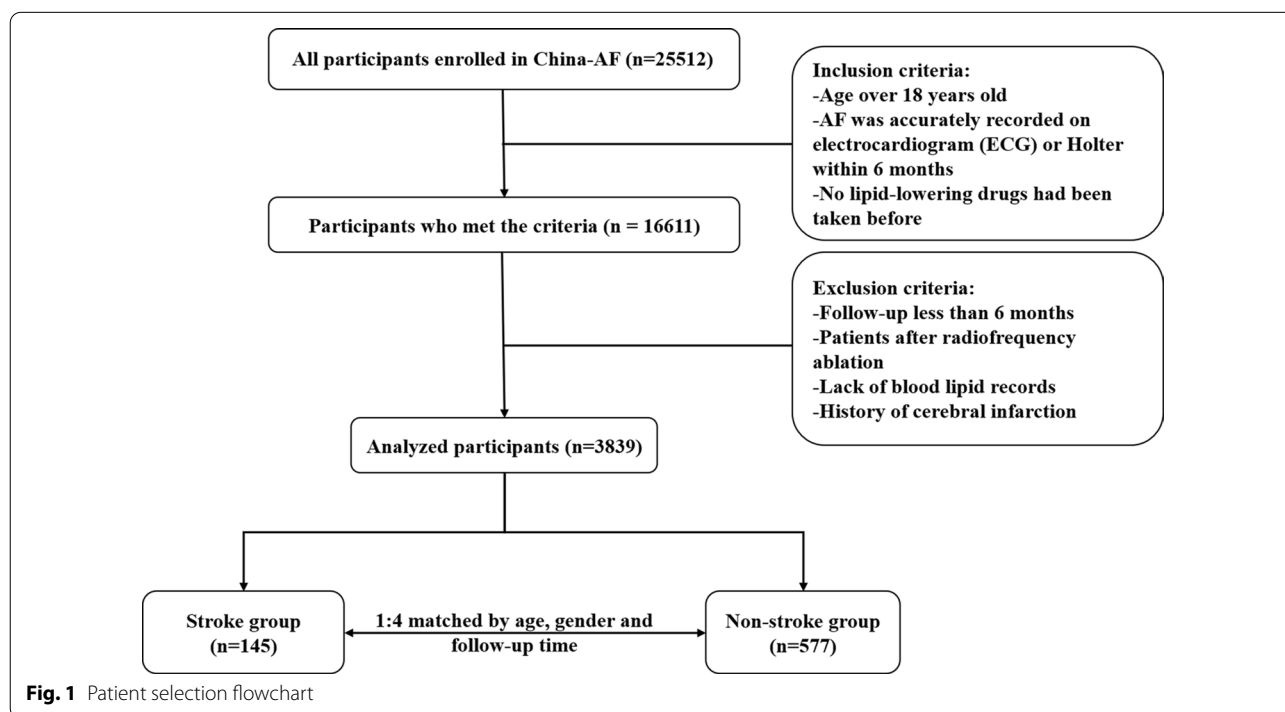 All participants enrolled in China-AF (n=25512)
Inclusion criteria:
-Age over 18 years old
-AF was accurately recorded on
electrocardiogram (ECG) or Holter
within 6 months
-No lipid-lowering drugs had been
taken before
Participants who met the criteria (n = 16611)
Exclusion criteria:
-Follow-up less than 6 months
-Patients after radiofrequency
ablation
-Lack of blood lipid records
-History of cerebral infarction
Analyzed participants (n=3839)
Stroke group
(n=145)
1:4 matched by age, gender and
follow-up time
Non-stroke group
(n=577)
Fig. 1 Patient selection flowchart